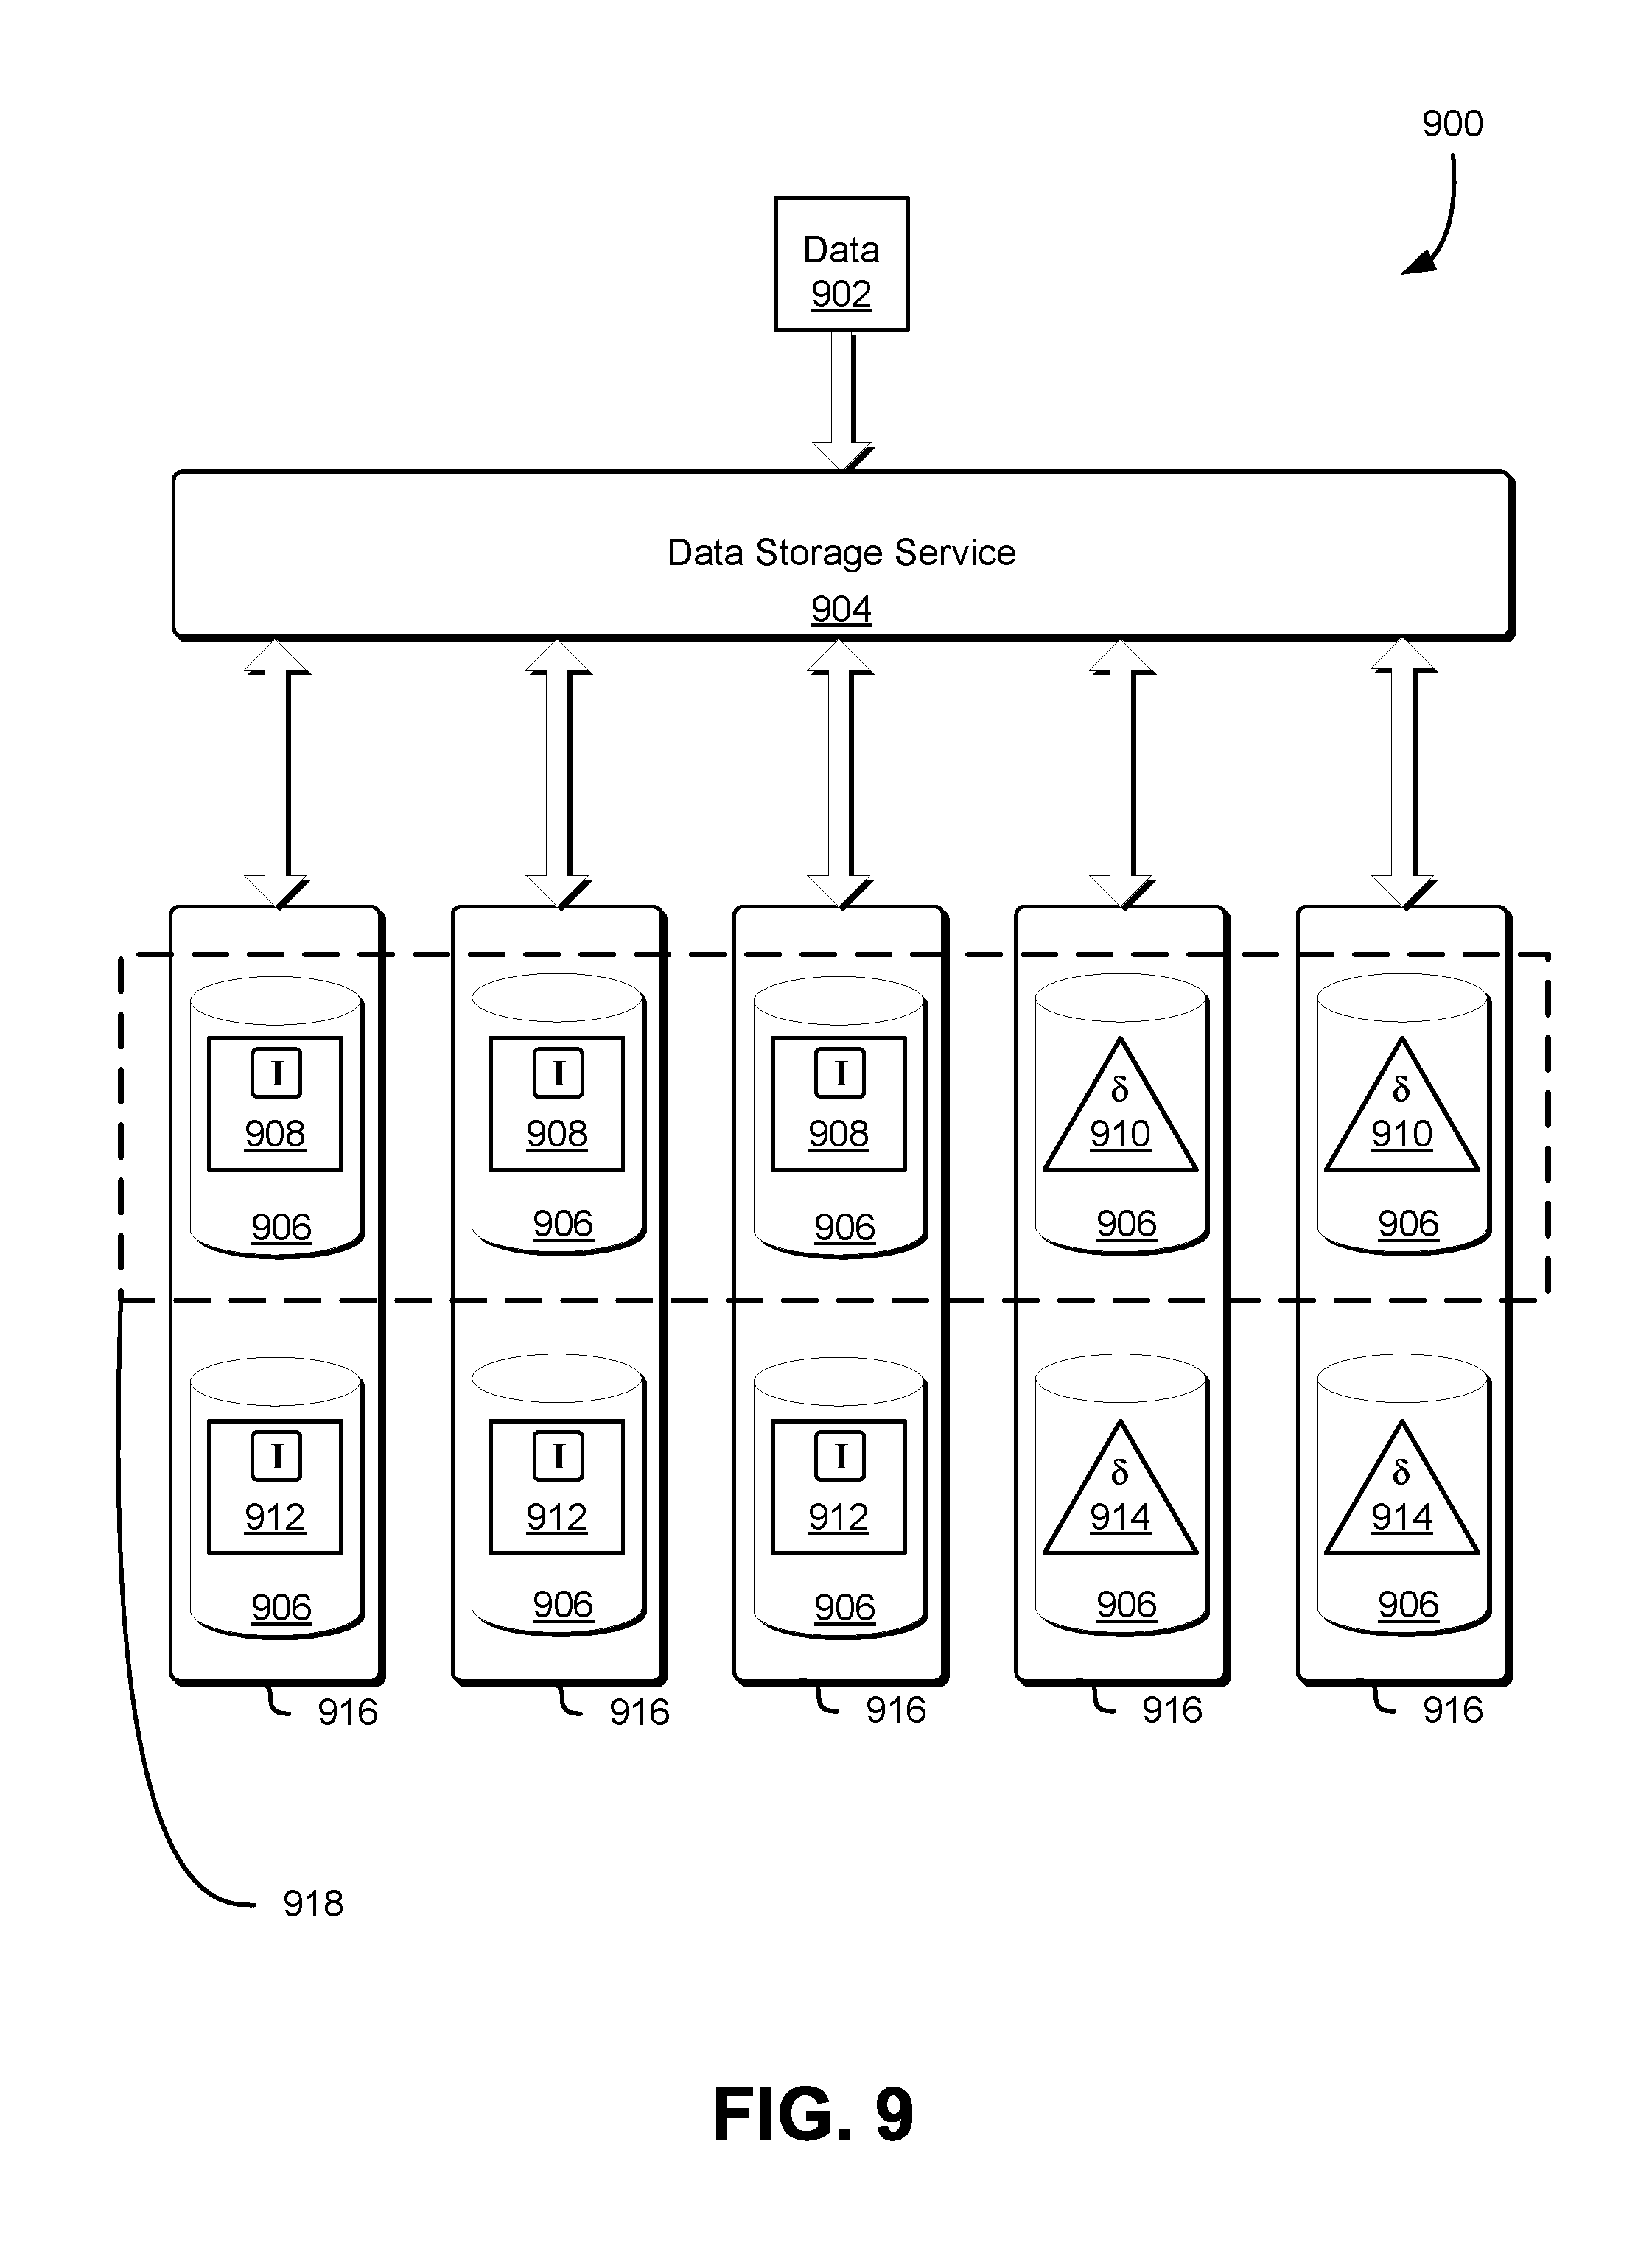 900
Data
902
Data Storage Service
904
I I I δ δ
908 908 908 910 910
906 906 906 906 906
I I I δ δ
912 912 912 914 914
906 906 906 906 906
916 916 916 916 916
918
FIG. 9